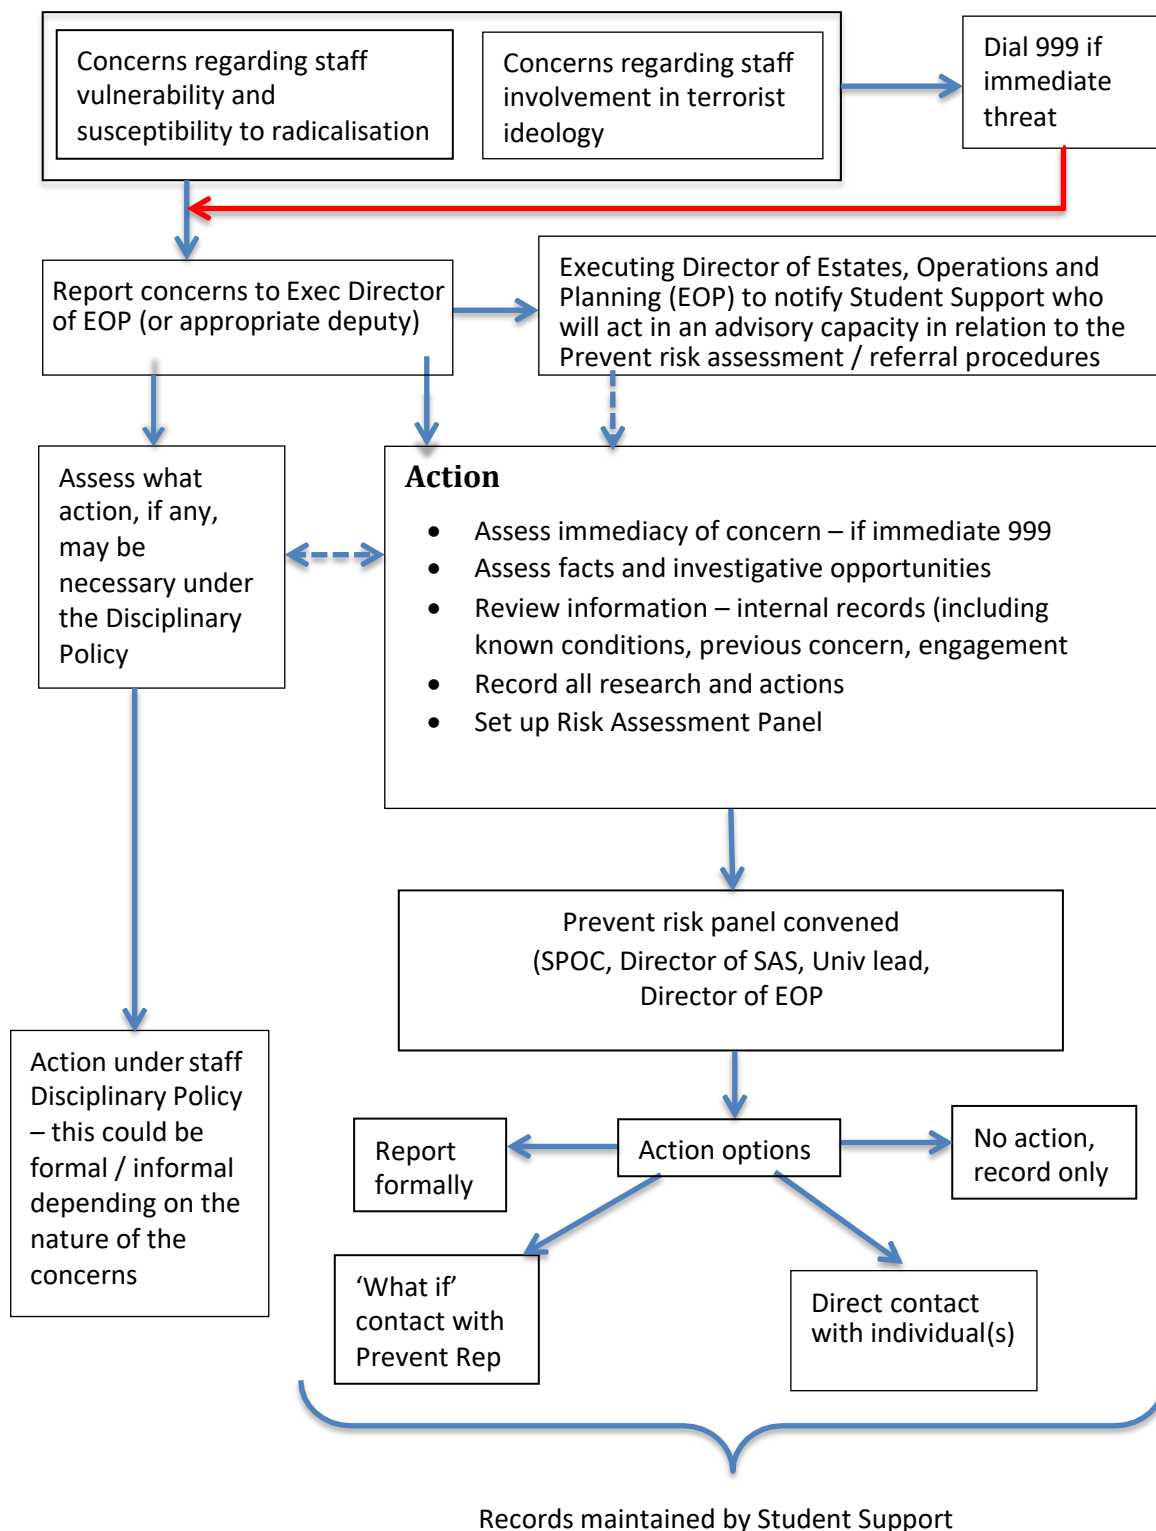 Concerns regarding staff
vulnerability and
susceptibility to radicalisation
Concerns regarding staff
involvement in terrorist
ideology
Dial 999 if
immediate
threat
Report concerns to Exec Director
of EOP (or appropriate deputy)
Executing Director of Estates, Operations and
Planning (EOP) to notify Student Support who
will act in an advisory capacity in relation to the
Prevent risk assessment / referral procedures
Assess what
action, if any,
may be
necessary under
the Disciplinary
Policy
Action
• Assess immediacy of concern – if immediate 999
• Assess facts and investigative opportunities
• Review information – internal records (including
known conditions, previous concern, engagement
• Record all research and actions
• Set up Risk Assessment Panel
Prevent risk panel convened
(SPOC, Director of SAS, Univ lead,
Director of EOP
Action under staff
Disciplinary Policy
– this could be
formal / informal
depending on the
nature of the
concerns
Report
formally
Action options
No action,
record only
‘What if’
contact with
Prevent Rep
Direct contact
with individual(s)
Records maintained by Student Support